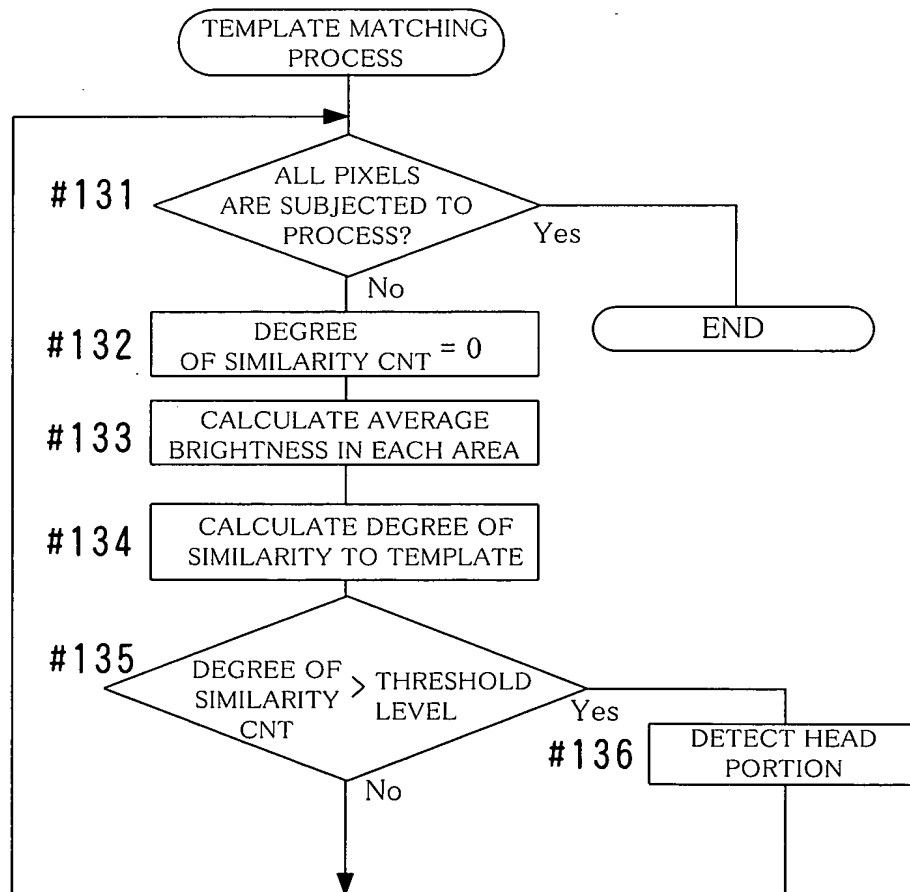 TEMPLATE MATCHING
PROCESS
#131
ALL PIXELS
ARE SUBJECTED TO
PROCESS?
Yes
No
END
#132
DEGREE
OF SIMILARITY CNT = 0
#133
CALCULATE AVERAGE
BRIGHTNESS IN EACH AREA
#134
CALCULATE DEGREE OF
SIMILARITY TO TEMPLATE
#135
DEGREE OF
SIMILARITY > THRESHOLD
CNT LEVEL
Yes
No
#136
DETECT HEAD
PORTION